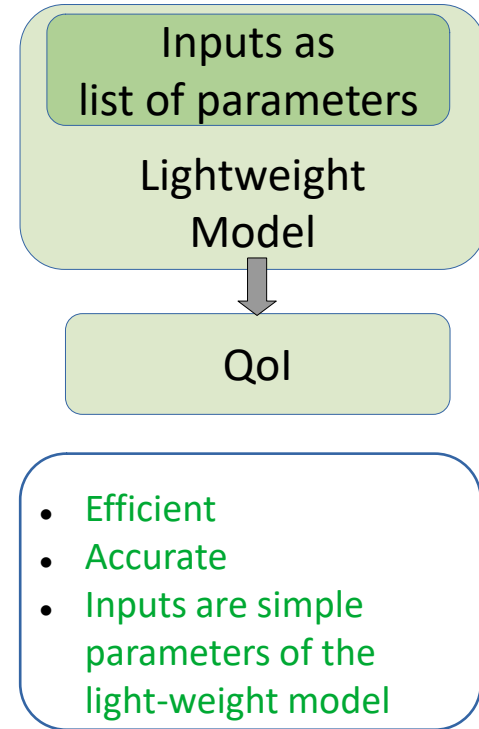 Inputs as
list of parameters
Lightweight
Model
QoI
• Efficient
• Accurate
• Inputs are simple
parameters of the
light-weight model